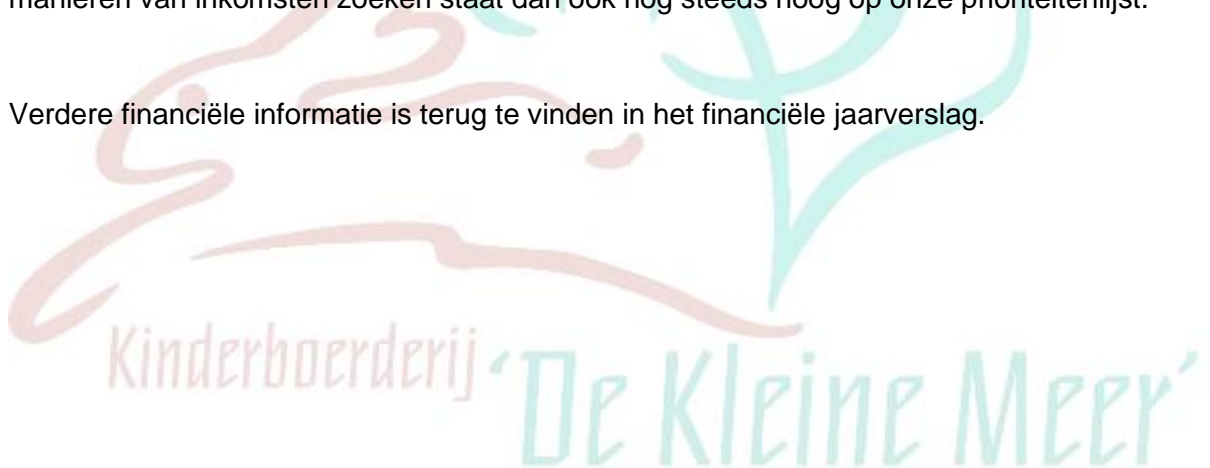 manieren van inkomsten zoeken staat dan ook nog steeds hoog op onze prioriteitenlijst.
Verdere financiële informatie is terug te vinden in het financiële jaarverslag.
Kinderboerderij 'De Kleine Meer'